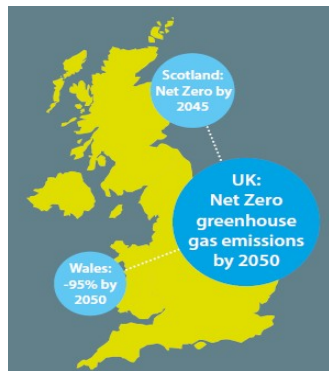 Scotland:
Net Zero by
2045
UK:
Net Zero
greenhouse
gas emissions
by 2050
Wales:
-95% by
2050